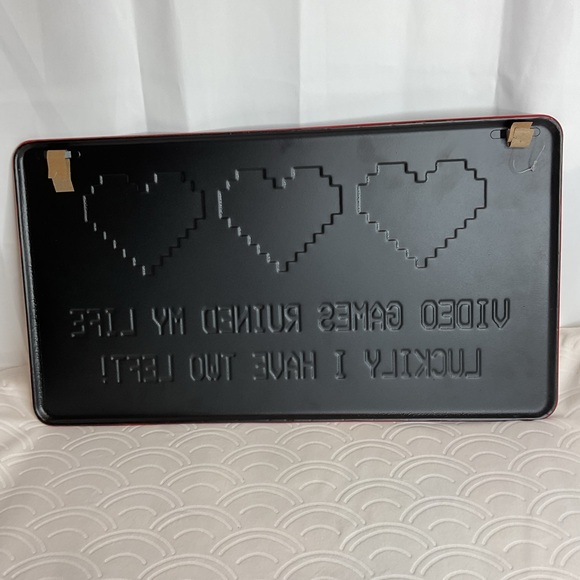 VIDEO GAMES RUINED MY LIFE
LUCKILY I HAVE TWO LEFT!